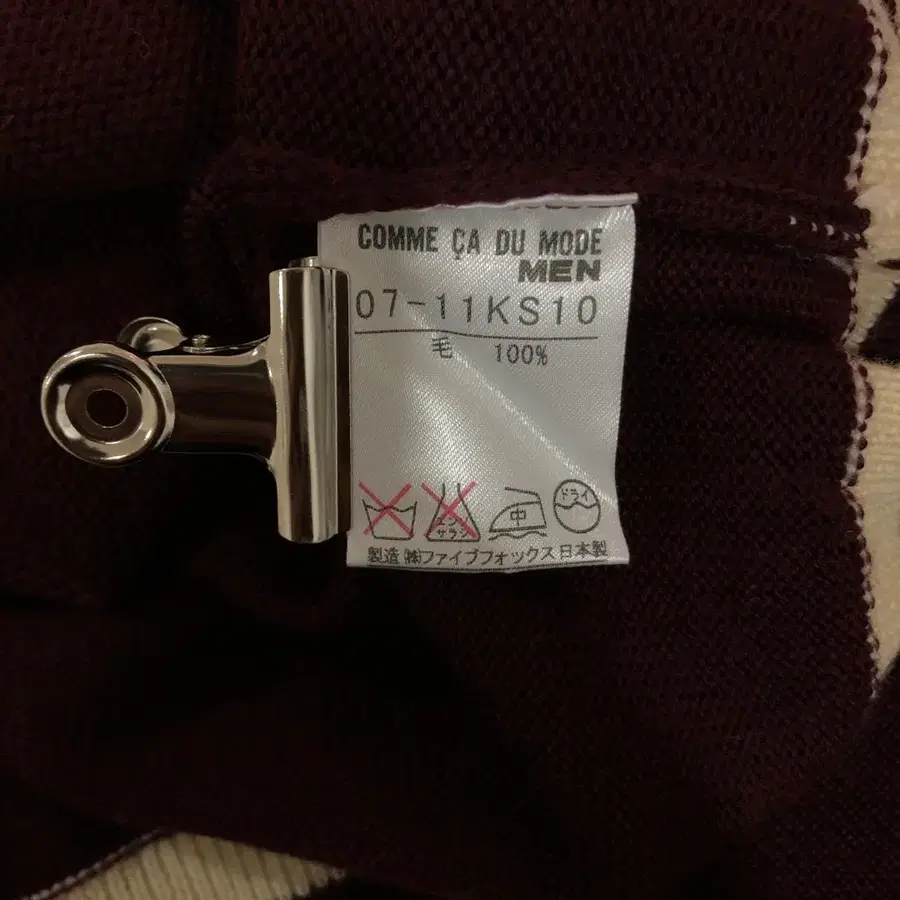 COMME ÇA DU MODE
MEN
07-11KS10
毛 100%
エンソ サラシ 中 ドライ
製造 ㈱ファイブフォックス 日本製